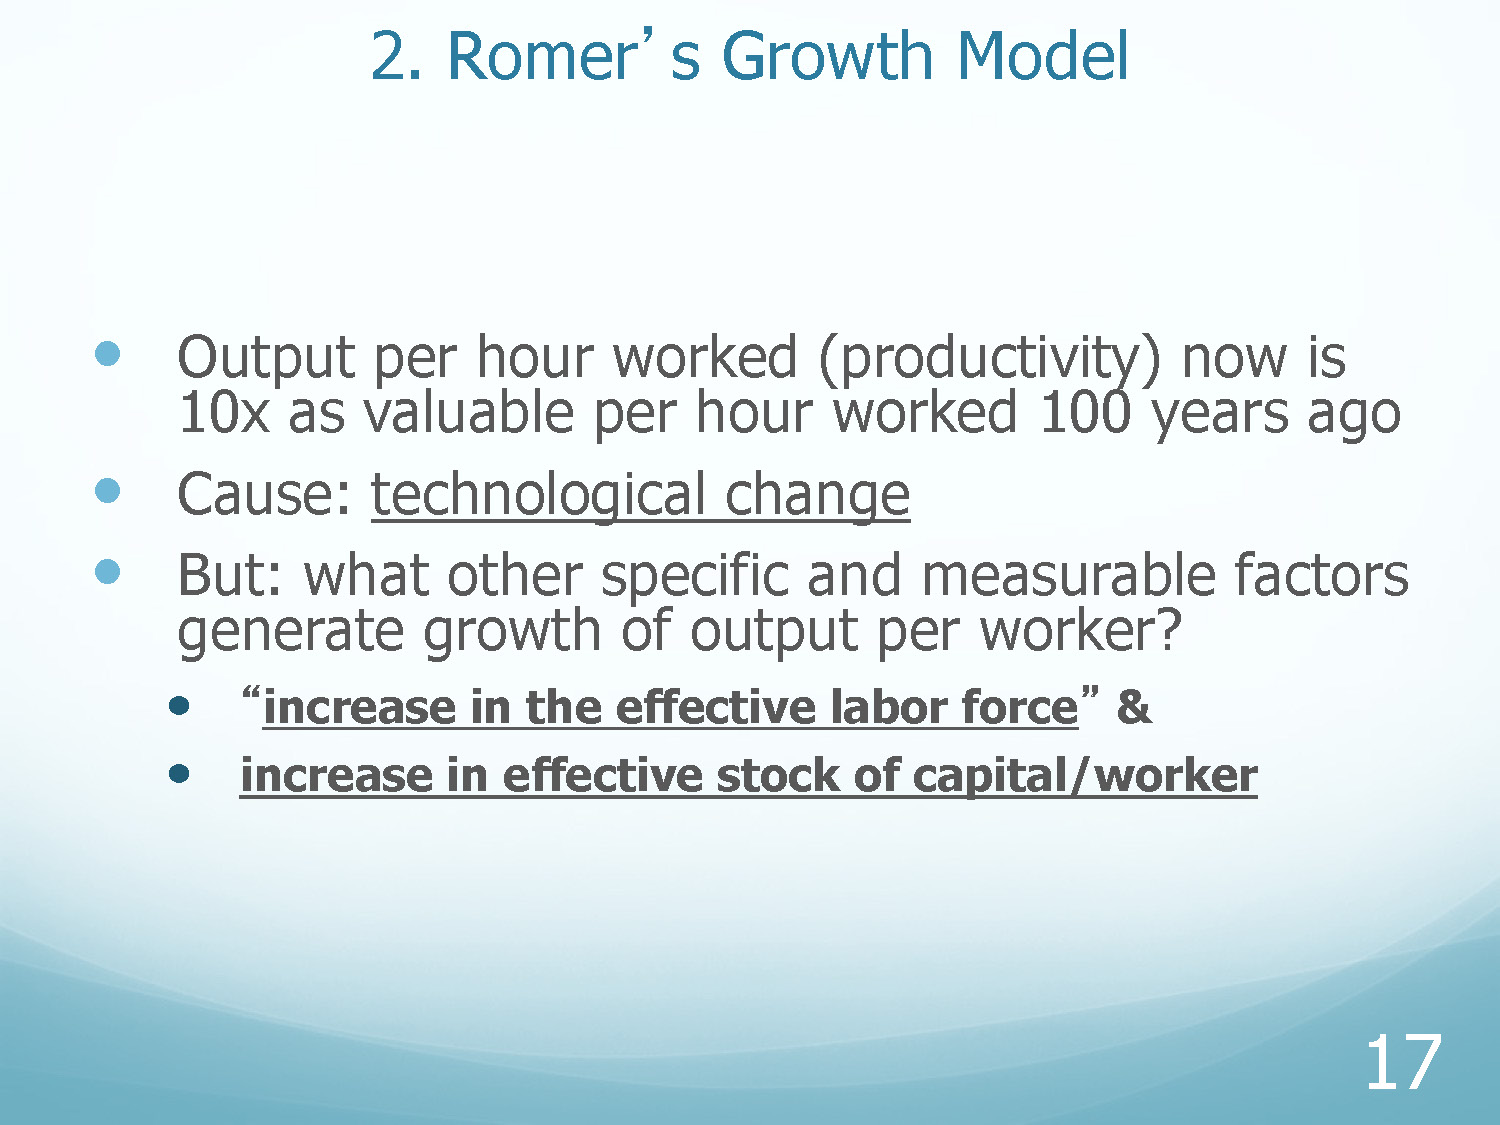 2. Romer’s Growth Model
• Output per hour worked (productivity) now is
10x as valuable per hour worked 100 years ago
• Cause: technological change
• But: what other specific and measurable factors
generate growth of output per worker?
• “increase in the effective labor force” &
• increase in effective stock of capital/worker
17